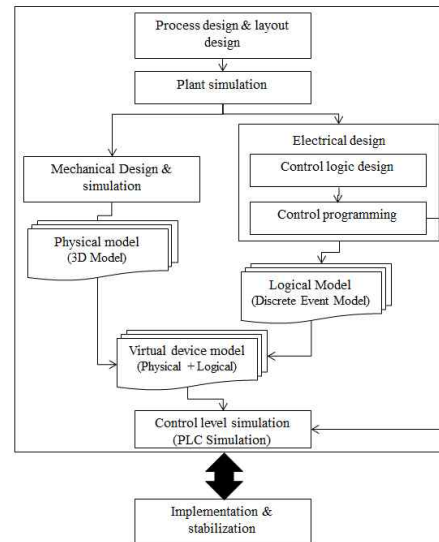 Process design & layout
design
Plant simulation
Mechanical Design &
simulation
Electrical design
Control logic design
Control programming
Physical model
(3D Model)
Logical Model
(Discrete Event Model)
Virtual device model
(Physical + Logical)
Control level simulation
(PLC Simulation)
Implementation &
stabilization